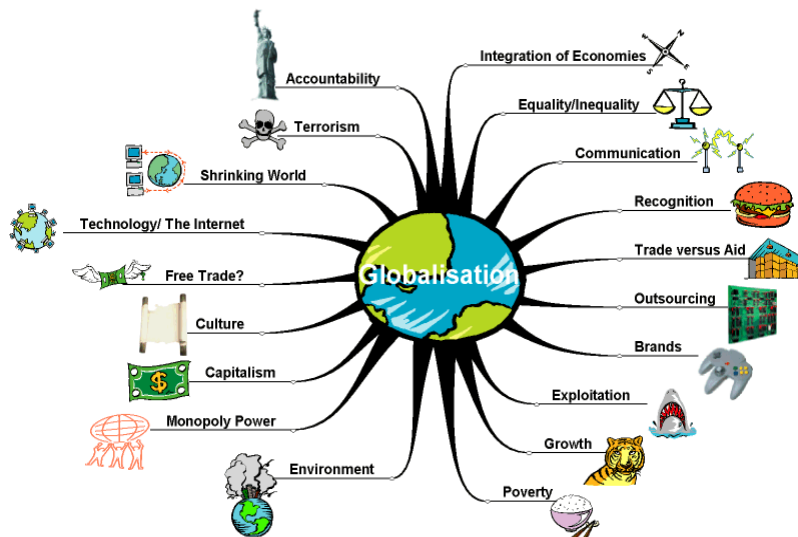 Integration of Economies
Accountability
Equality/Inequality
Terrorism
Communication
Shrinking World
Recognition
Technology/ The Internet
Trade versus Aid
Free Trade?
Globalisation
Outsourcing
Culture
Brands
Capitalism
Exploitation
Monopoly Power
Growth
Environment
Poverty
N
W
E
S
$